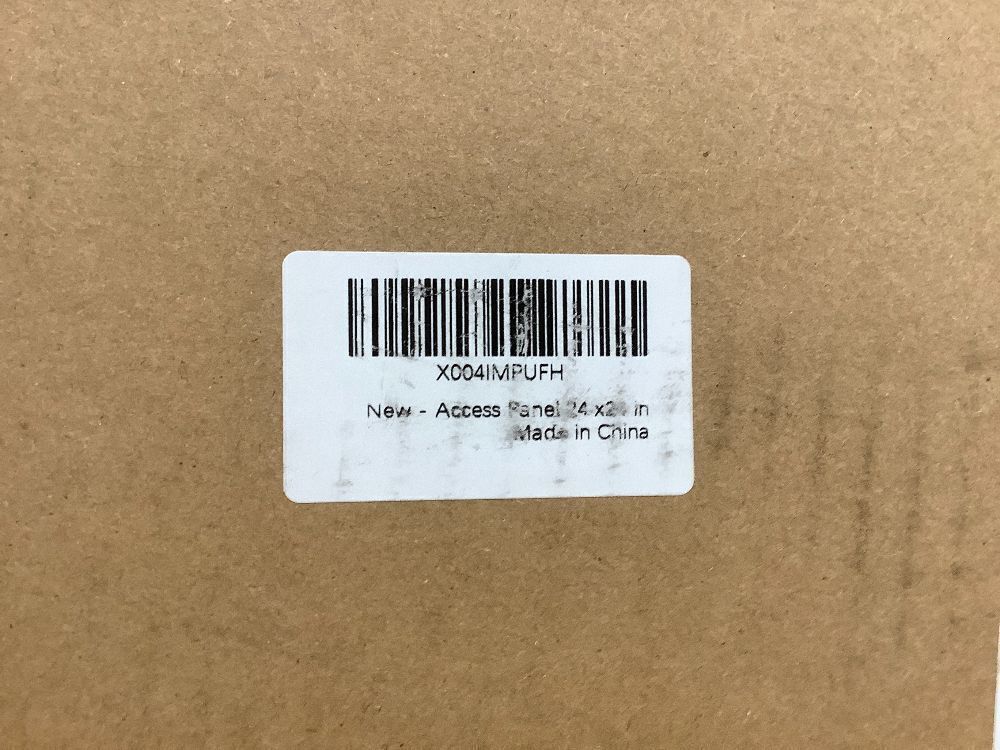 X004IMPUFH
New - Access Panel 24 in
Made in China